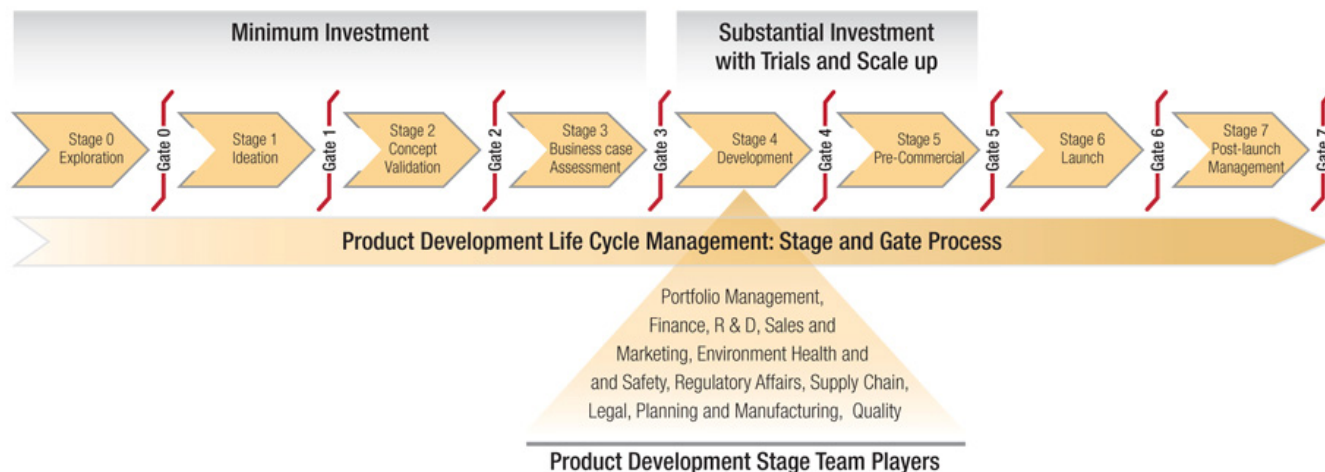 Minimum Investment
Substantial Investment
with Trials and Scale up
Stage 0
Exploration
Gate 0
Stage 1
Ideation
Gate 1
Stage 2
Concept
Validation
Gate 2
Stage 3
Business case
Assessment
Gate 3
Stage 4
Development
Gate 4
Stage 5
Pre-Commercial
Gate 5
Stage 6
Launch
Gate 6
Stage 7
Post-launch
Management
Gate 7
Product Development Life Cycle Management: Stage and Gate Process
Portfolio Management,
Finance, R & D, Sales and
Marketing, Environment Health and
and Safety, Regulatory Affairs, Supply Chain,
Legal, Planning and Manufacturing, Quality
Product Development Stage Team Players